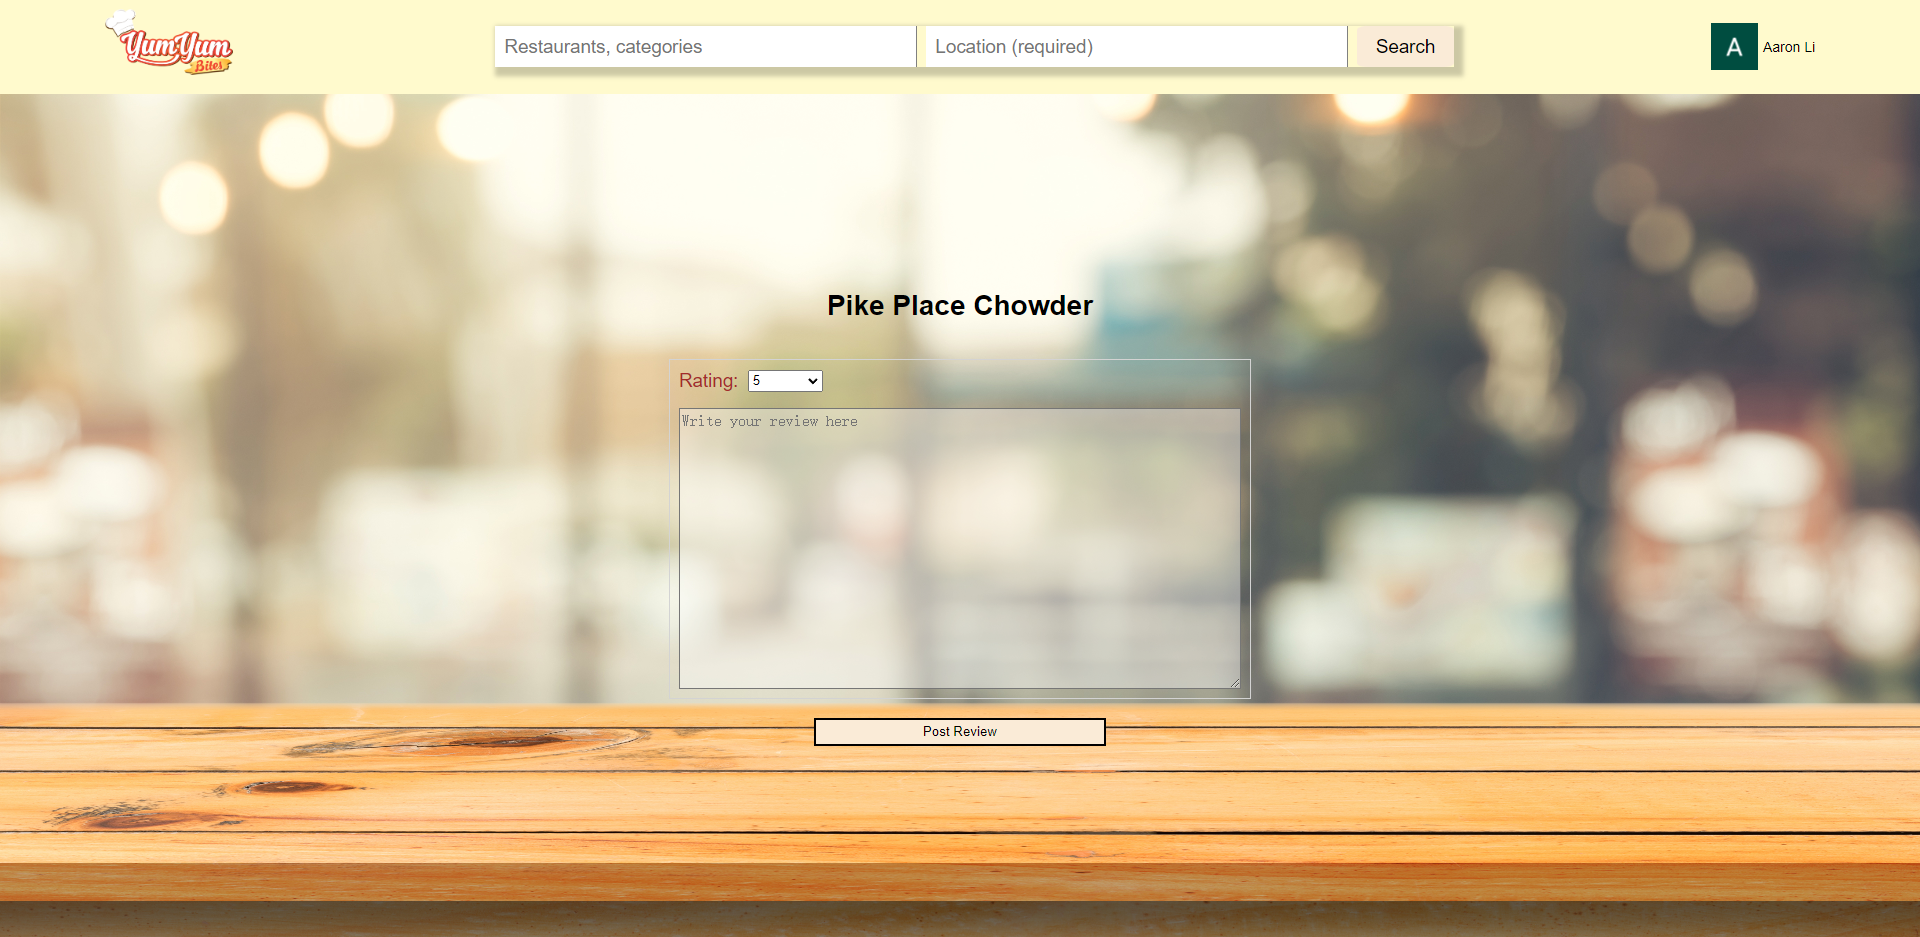 YumYum
Bites
Restaurants, categories
Location (required)
Search
A
Aaron Li
Pike Place Chowder
Rating:
5
Write your review here
Post Review